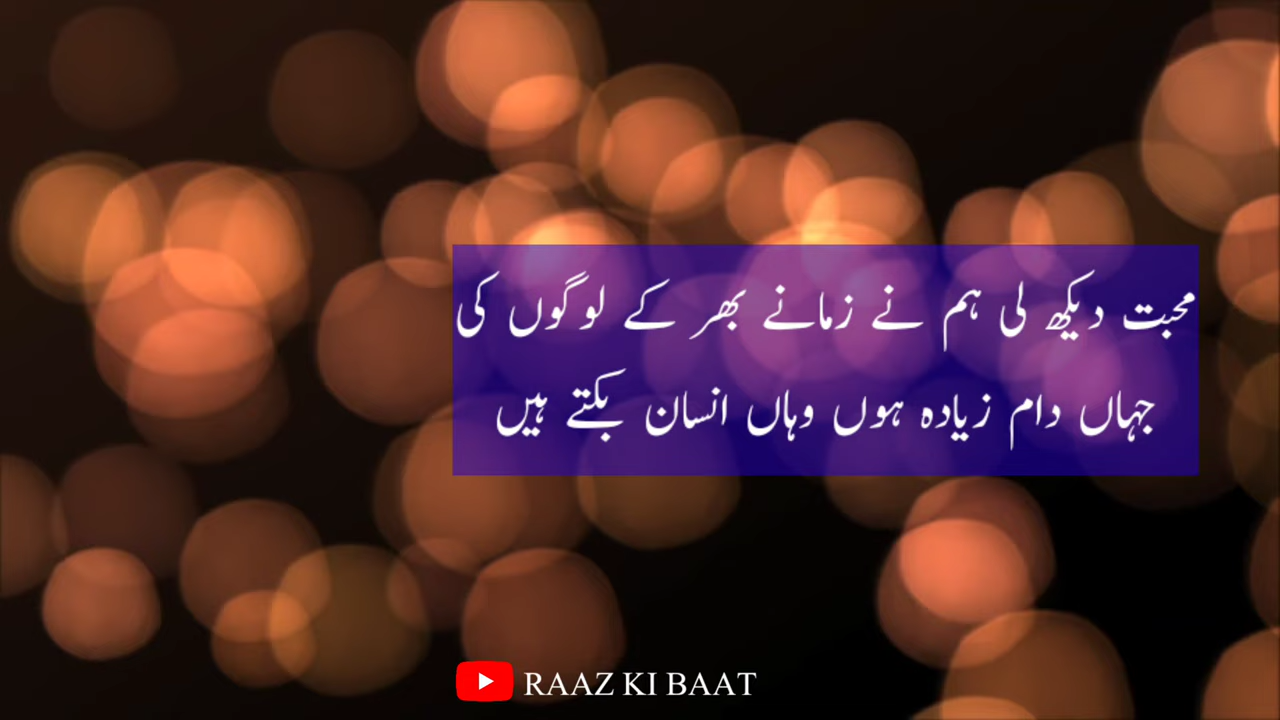 محبت دیکھ لی ہم نے زمانے بھر کے لوگوں کی
جہاں دام زیادہ ہوں وہاں انسان بکتے ہیں
RAAZ KI BAAT